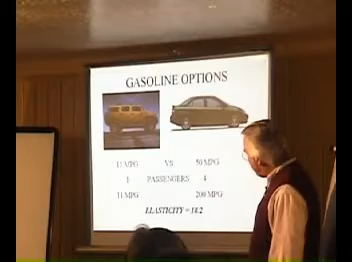 GASOLINE OPTIONS
11 MPG VS 50 MPG
1 PASSENGERS 4
11 MPG 200 MPG
ELASTICITY = 18.2